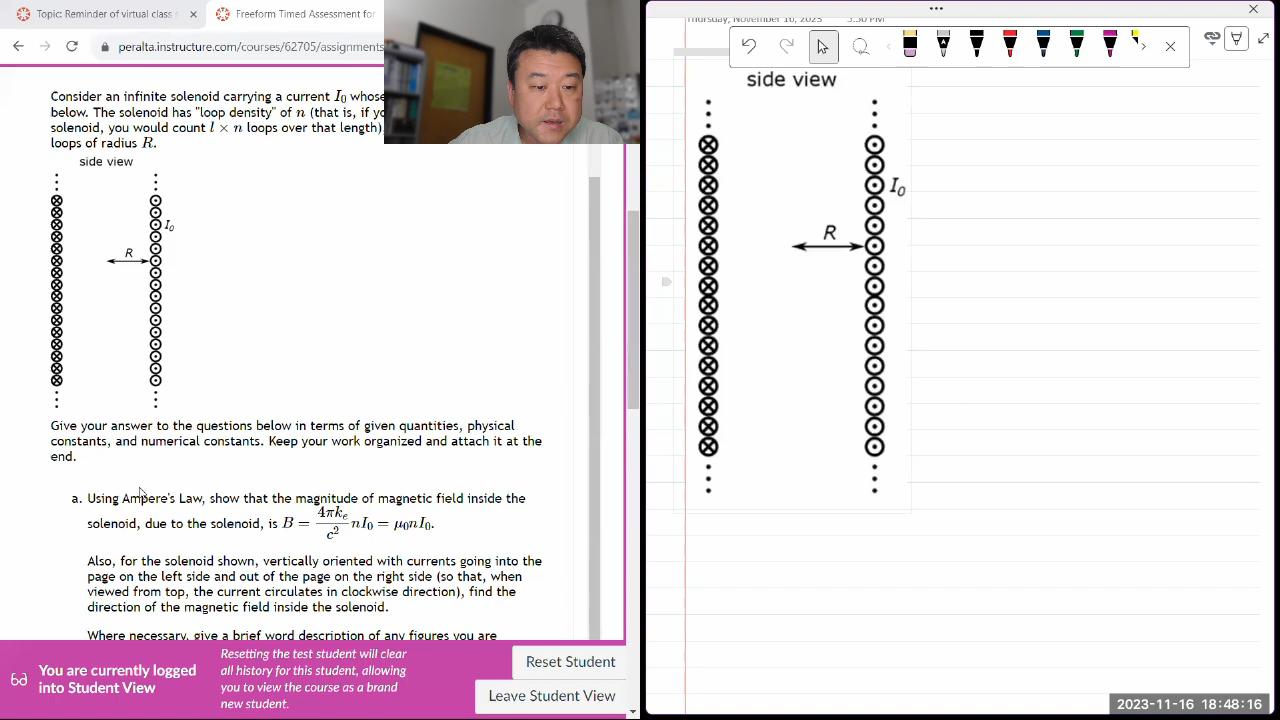 Topic Reminder of virtual class r
Freeform Timed Assessment for
peralta.instructure.com/courses/62705/assignments
Consider an infinite solenoid carrying a current I₀ whose
below. The solenoid has "loop density" of n (that is, if yo
solenoid, you would count l × n loops over that length)
loops of radius R.
side view
I₀
R
Give your answer to the questions below in terms of given quantities, physical
constants, and numerical constants. Keep your work organized and attach it at the
end.
a. Using Ampere's Law, show that the magnitude of magnetic field inside the
solenoid, due to the solenoid, is B = 4πkₑ/c² nI₀ = μ₀nI₀.
Also, for the solenoid shown, vertically oriented with currents going into the
page on the left side and out of the page on the right side (so that, when
viewed from top, the current circulates in clockwise direction), find the
direction of the magnetic field inside the solenoid.
Where necessary, give a brief word description of any figures you are
You are currently logged
into Student View
Resetting the test student will clear
all history for this student, allowing
you to view the course as a brand
new student.
Reset Student
Leave Student View
Thursday, November 16, 2023 5:50 PM
side view
I₀
R
2023-11-16 18:48:16